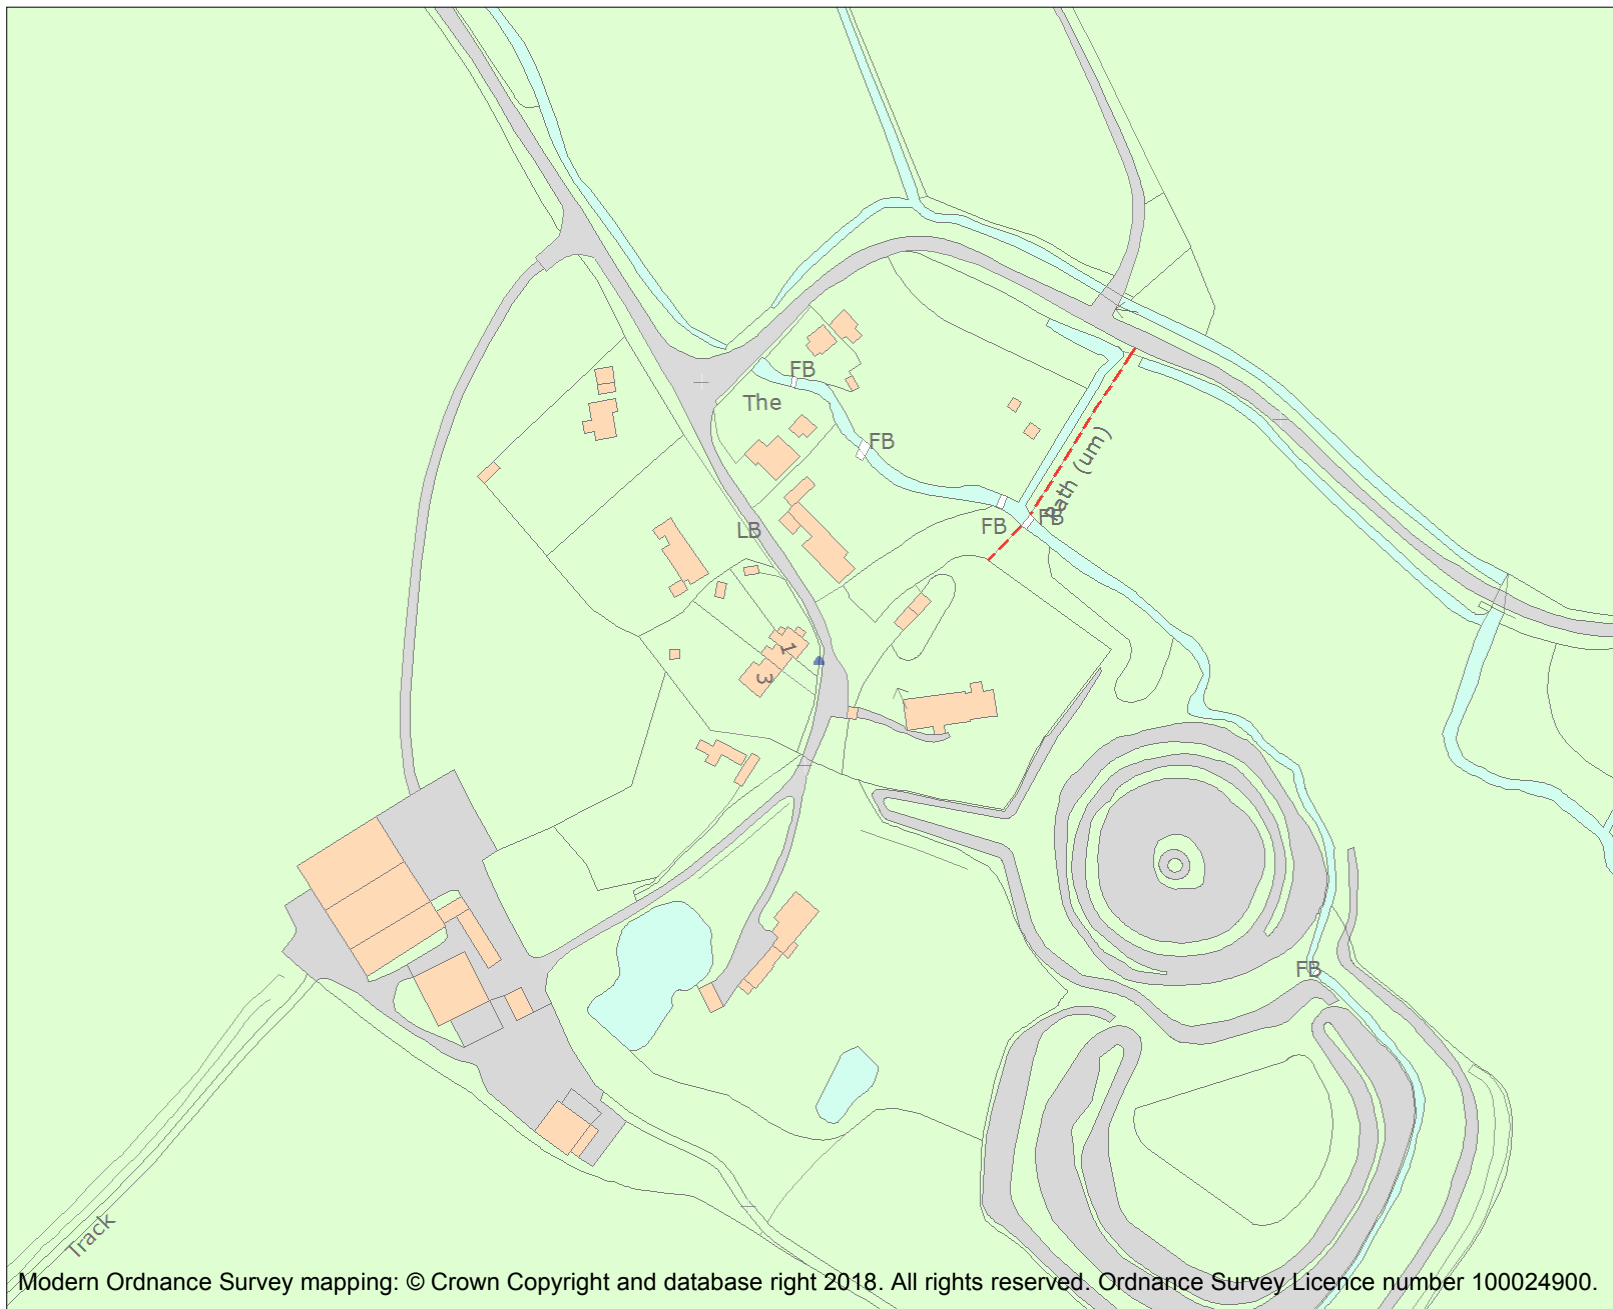 FB
The
FB
Path (um)
LB
FB
FB
1
3
FB
Track
Modern Ordnance Survey mapping: © Crown Copyright and database right 2018. All rights reserved. Ordnance Survey Licence number 100024900.